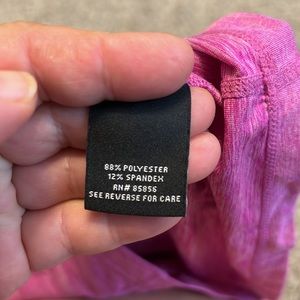 88% POLYESTER
12% SPANDEX
RN# 85856
SEE REVERSE FOR CARE